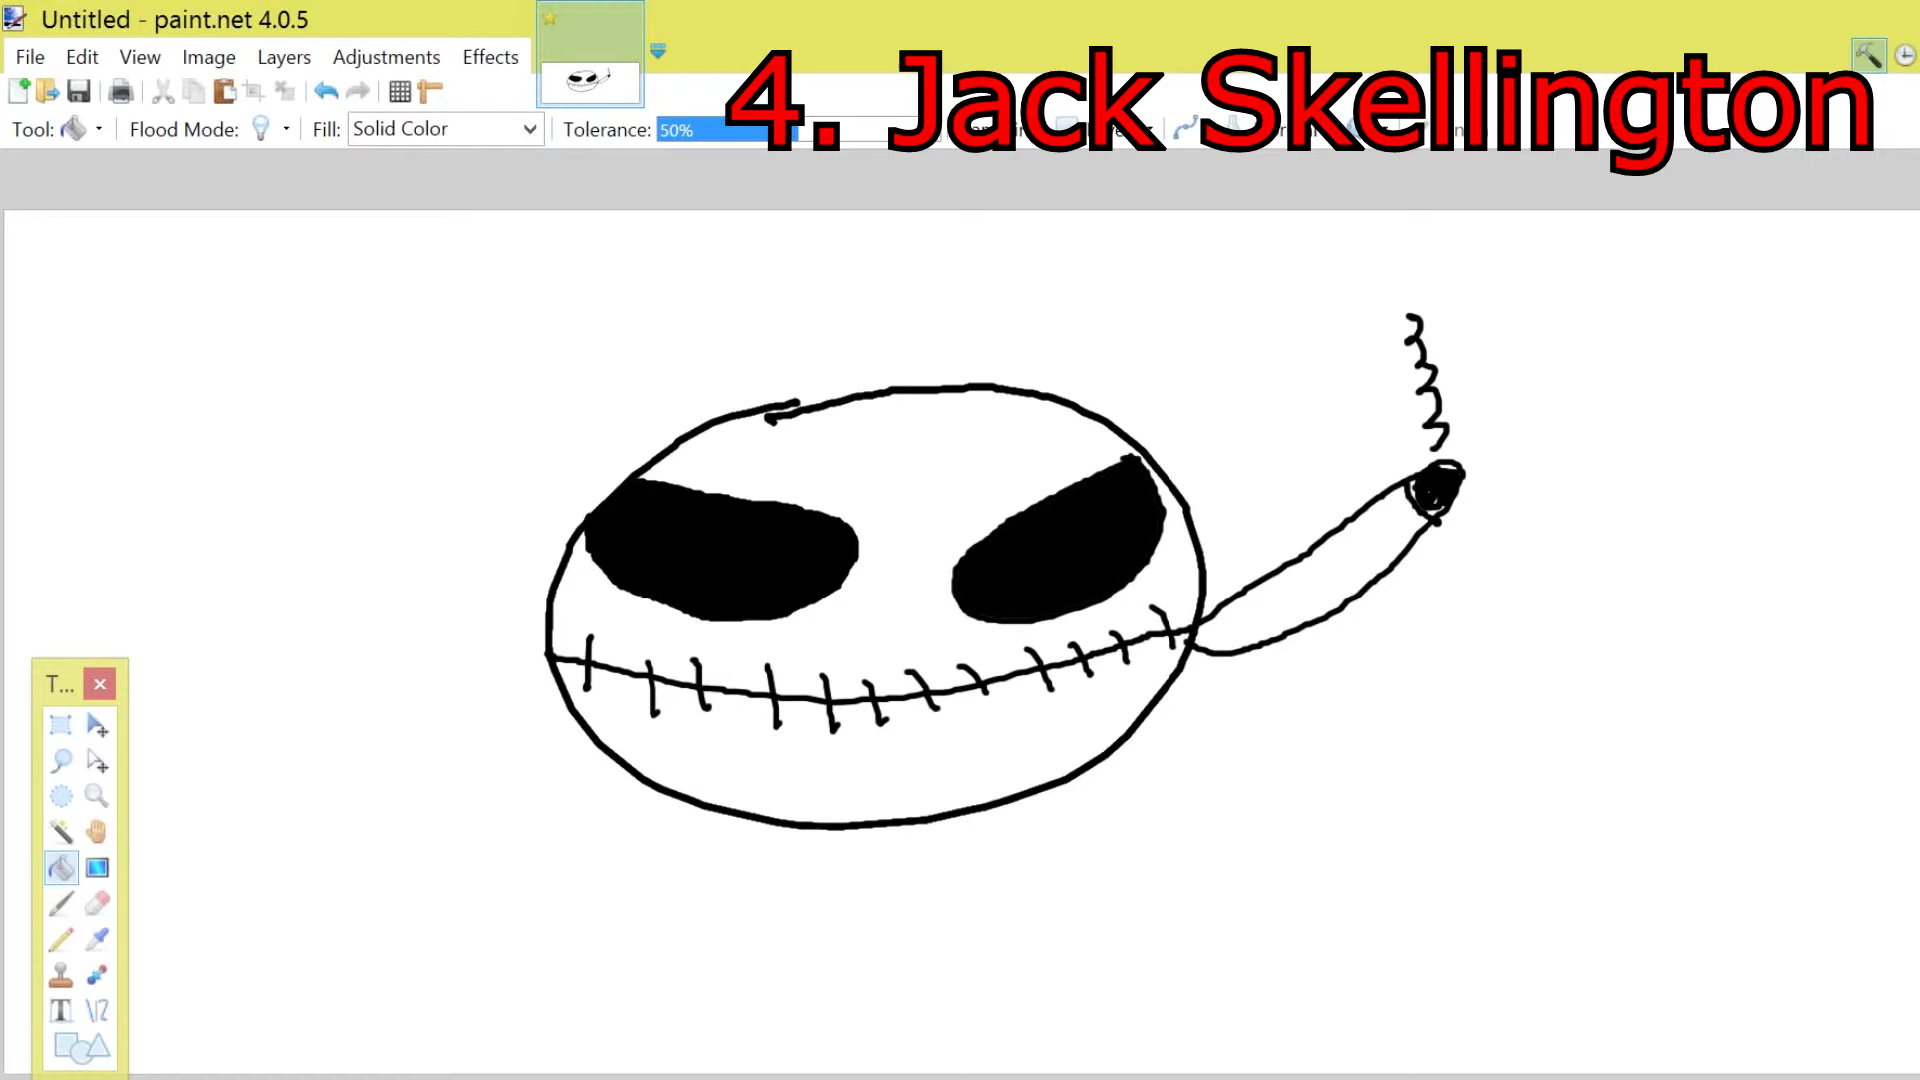 Untitled - paint.net 4.0.5
File Edit View Image Layers Adjustments Effects
4. Jack Skellington
Tool: Flood Mode: Fill: Solid Color Tolerance: 50%
T...